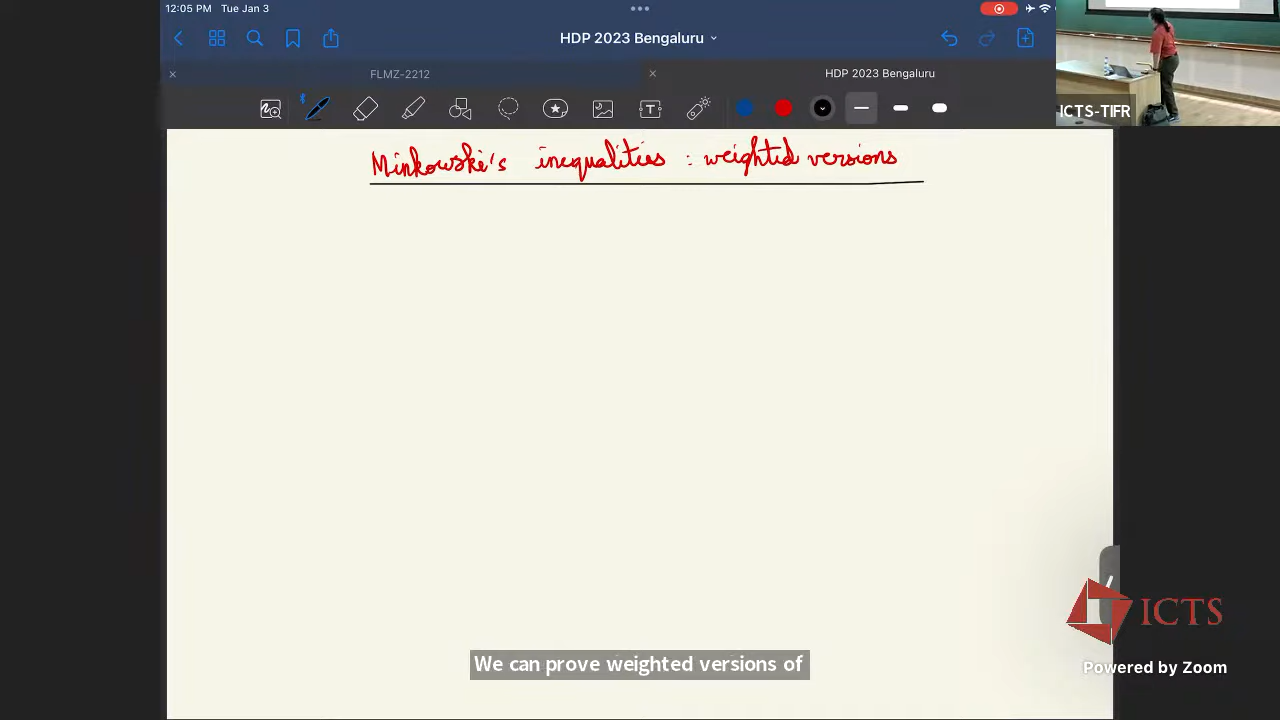 12:05 PM Tue Jan 3
HDP 2023 Bengaluru
FLMZ-2212
HDP 2023 Bengaluru
T
ICTS-TIFR
Minkowski's inequalities : weighted versions
ICTS
We can prove weighted versions of
Powered by Zoom